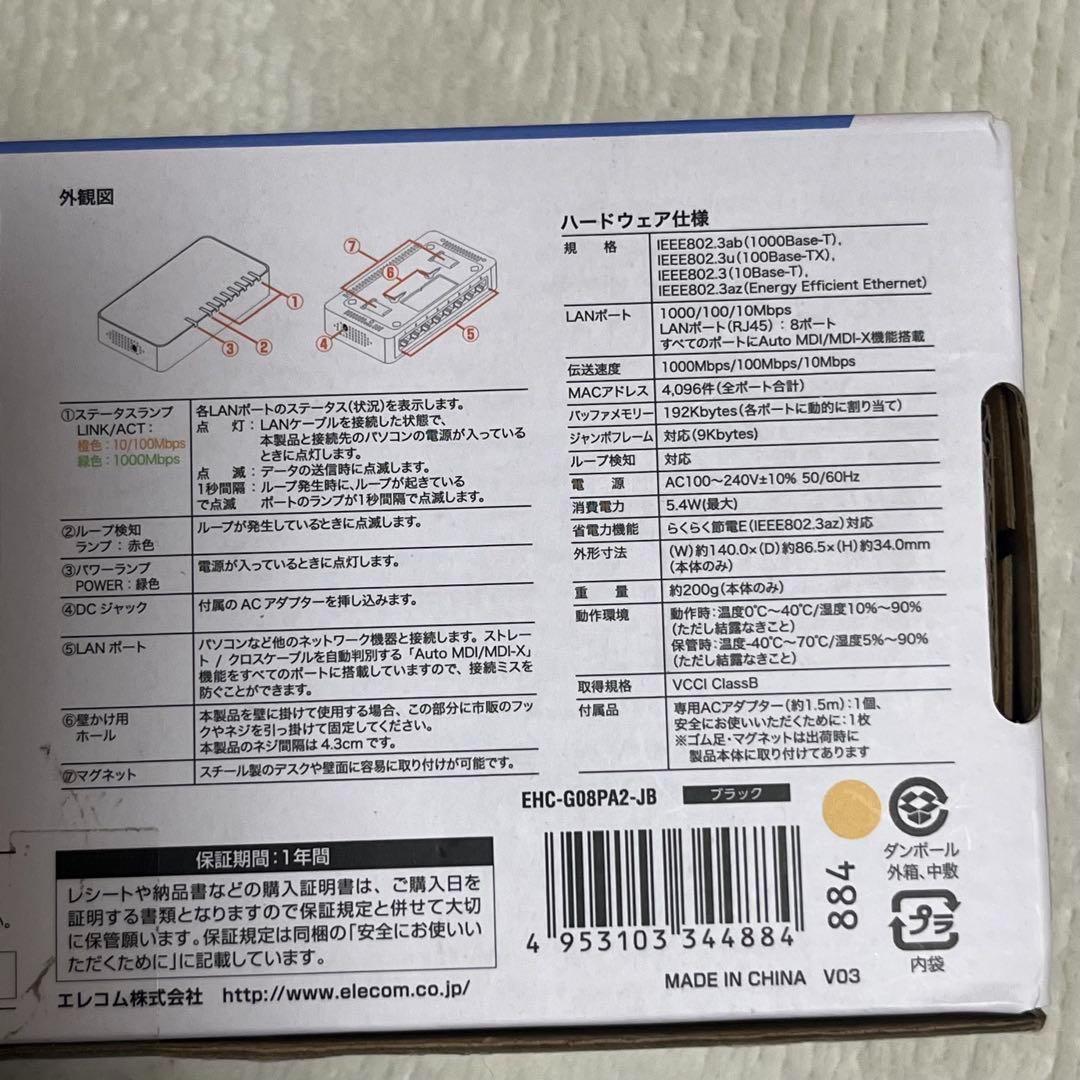 外観図
⑦
⑥
①
③
②
④
⑤
①ステータスランプ
LINK/ACT：
橙色：10/100Mbps
緑色：1000Mbps
各LANポートのステータス(状況)を表示します。
点　灯：LANケーブルを接続した状態で、
本製品と接続先のパソコンの電源が入っている
ときに点灯します。
点　滅：データの送信時に点滅します。
1秒間隔：ループ発生時に、ループが起きている
で点滅　ポートのランプが1秒間隔で点滅します。
②ループ検知
ランプ：赤色
ループが発生しているときに点滅します。
③パワーランプ
POWER：緑色
電源が入っているときに点灯します。
④DCジャック
付属のACアダプターを挿し込みます。
⑤LANポート
パソコンなど他のネットワーク機器と接続します。ストレー
ト / クロスケーブルを自動判別する「Auto MDI/MDI-X」
機能をすべてのポートに搭載していますので、接続ミスを
防ぐことができます。
⑥壁かけ用
ホール
本製品を壁に掛けて使用する場合、この部分に市販のフッ
クやネジを引っ掛けて固定してください。
本製品のネジ間隔は4.3cmです。
⑦マグネット
スチール製のデスクや壁面に容易に取り付けが可能です。
ハードウェア仕様
規　格
IEEE802.3ab(1000Base-T)、
IEEE802.3u(100Base-TX)、
IEEE802.3(10Base-T)、
IEEE802.3az(Energy Efficient Ethernet)
LANポート
1000/100/10Mbps
LANポート(RJ45)：8ポート
すべてのポートにAuto MDI/MDI-X機能搭載
伝送速度
1000Mbps/100Mbps/10Mbps
MACアドレス
4,096件(全ポート合計)
バッファメモリー
192Kbytes(各ポートに動的に割り当て)
ジャンボフレーム
対応(9Kbytes)
ループ検知
対応
電　源
AC100～240V±10% 50/60Hz
消費電力
5.4W(最大)
省電力機能
らくらく節電E(IEEE802.3az)対応
外形寸法
(W)約140.0×(D)約86.5×(H)約34.0mm
(本体のみ)
重　量
約200g(本体のみ)
動作環境
動作時：温度0℃～40℃/湿度10%～90%
(ただし結露なきこと)
保管時：温度-40℃～70℃/湿度5%～90%
(ただし結露なきこと)
取得規格
VCCI ClassB
付属品
専用ACアダプター(約1.5m)：1個、
安全にお使いいただくために：1枚
※ゴム足・マグネットは出荷時に
製品本体に取り付けてあります
EHC-G08PA2-JB
ブラック
4 953103 344884
884
ダンボール
外箱、中敷
プラ
内袋
MADE IN CHINA V03
保証期間：1年間
レシートや納品書などの購入証明書は、ご購入日を
証明する書類となりますので保証規定と併せて大切
に保管願います。保証規定は同梱の「安全にお使いい
ただくために」に記載しています。
エレコム株式会社 http://www.elecom.co.jp/
い。